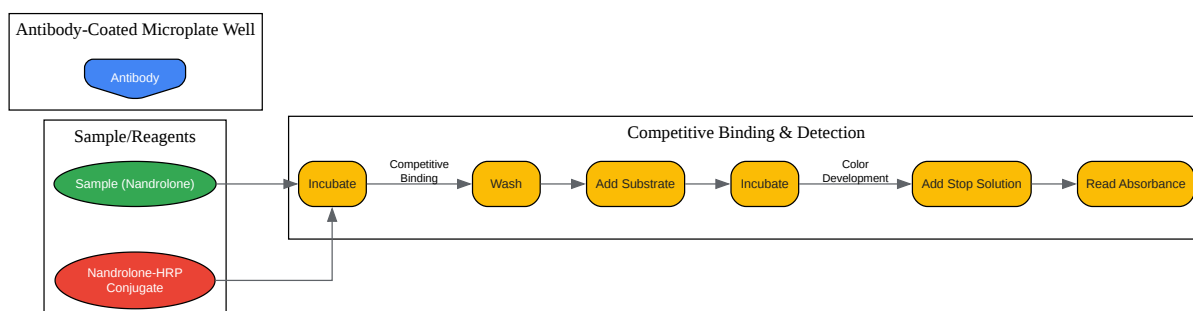 Antibody-Coated Microplate Well
Antibody
Sample/Reagents
Sample (Nandrolone)
Nandrolone-HRP
Conjugate
Competitive Binding & Detection
Incubate
Competitive
Binding
Wash
Add Substrate
Incubate
Color
Development
Add Stop Solution
Read Absorbance